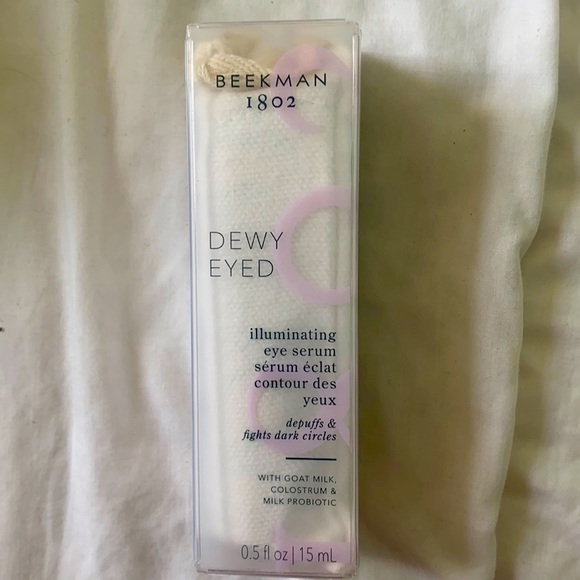 BEEKMAN
1802
DEWY
EYED
illuminating
eye serum
sérum éclat
contour des
yeux
depuffs &
fights dark circles
WITH GOAT MILK,
COLOSTRUM &
MILK PROBIOTIC
0.5 fl oz | 15 mL